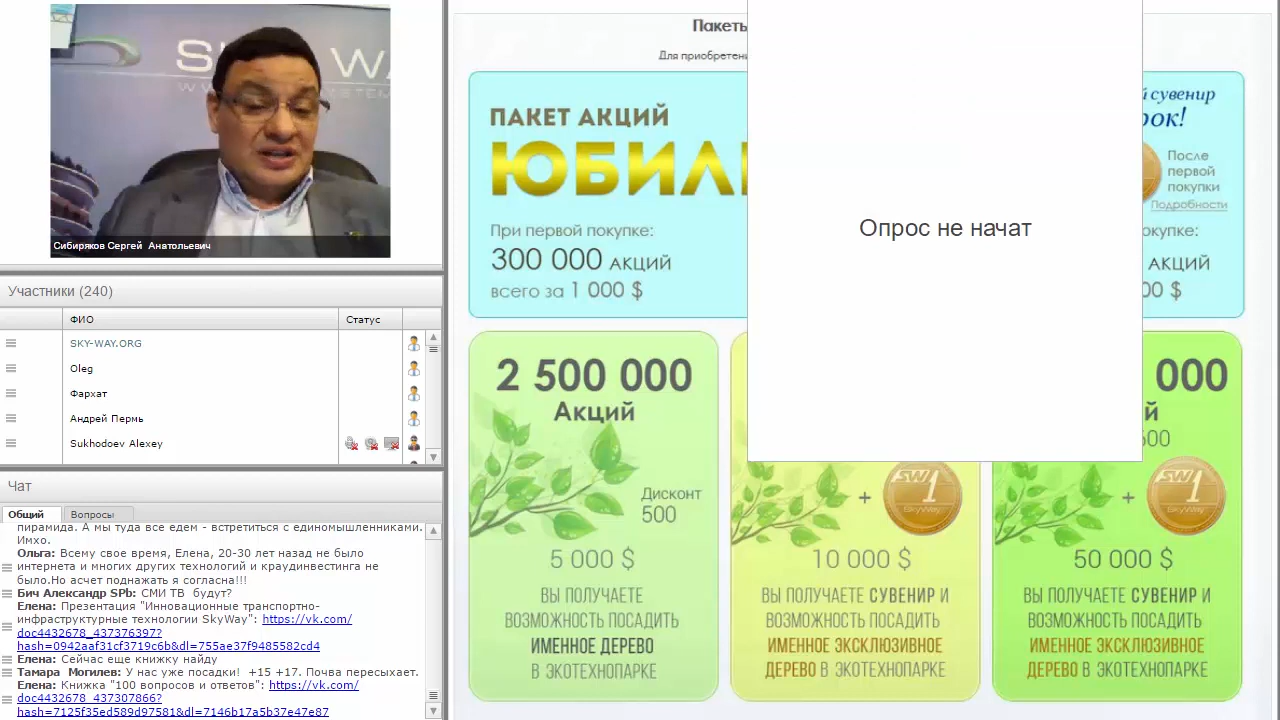 Сибиряков Сергей Анатольевич
Участники (240)
ФИО
Статус
SKY-WAY.ORG
Oleg
Фархат
Андрей Пермь
Sukhodoev Alexey
Чат
Общий
Вопросы
пирамида. А мы туда все едем - встретиться с единомышленниками.
Имхо.
Ольга: Всему свое время, Елена, 20-30 лет назад не было
интернета и многих других технологий и краудинвестинга не
было.Но асчет поднажать я согласна!!!
Бич Александр SPb: СМИ ТВ будут?
Елена: Презентация "Инновационные транспортно-
инфраструктурные технологии SkyWay": https://vk.com/
doc4432678_437376397?
hash=0942aaf31cf3719c6b&dl=755ae37f9485582cd4
Елена: Сейчас еще книжку найду
Тамара Могилев: У нас уже посадки! +15 +17. Почва пересыхает.
Елена: Книжка "100 вопросов и ответов": https://vk.com/
doc4432678_437307866?
hash=7125f35ed589d97581&dl=7146b17a5b37e47e87
Пакеты
Для
ПАКЕТ АКЦИЙ
При первой покупке:
300 000 АКЦИЙ
всего за 1 000 $
Опрос не начат
сувенир
После
первой
покупки
Подробности
АКЦИЙ
2 500 000
Акций
Дисконт
500
5 000 $
ВЫ ПОЛУЧАЕТЕ
ВОЗМОЖНОСТЬ ПОСАДИТЬ
ИМЕННОЕ ДЕРЕВО
В ЭКОТЕХНОПАРКЕ
+
SW 1
SkyWay
10 000 $
ВЫ ПОЛУЧАЕТЕ СУВЕНИР И
ВОЗМОЖНОСТЬ ПОСАДИТЬ
ИМЕННОЕ ЭКСКЛЮЗИВНОЕ
ДЕРЕВО В ЭКОТЕХНОПАРКЕ
000
+
SW 1
SkyWay
50 000 $
ВЫ ПОЛУЧАЕТЕ СУВЕНИР И
ВОЗМОЖНОСТЬ ПОСАДИТЬ
ИМЕННОЕ ЭКСКЛЮЗИВНОЕ
ДЕРЕВО В ЭКОТЕХНОПАРКЕ